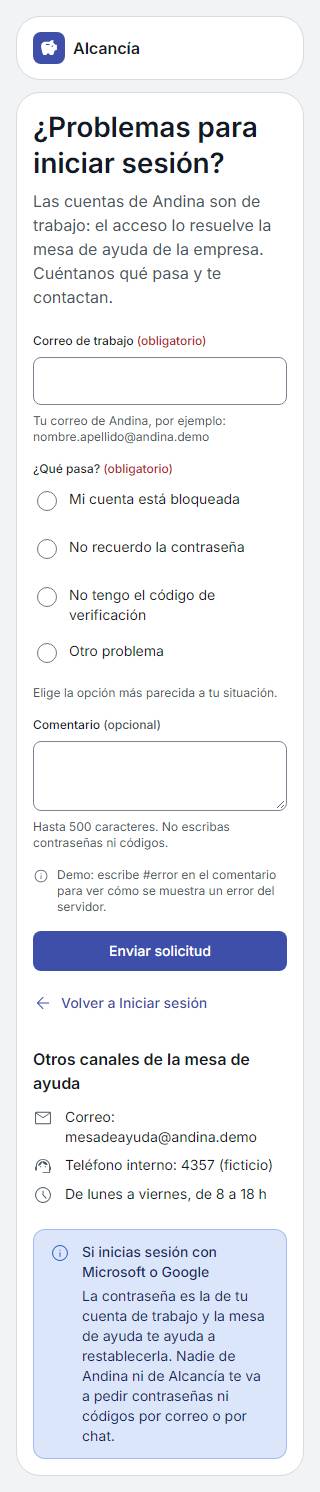 Alcancía
¿Problemas para
iniciar sesión?
Las cuentas de Andina son de
trabajo: el acceso lo resuelve la
mesa de ayuda de la empresa.
Cuéntanos qué pasa y te
contactan.
Correo de trabajo (obligatorio)
Tu correo de Andina, por ejemplo:
nombre.apellido@andina.demo
¿Qué pasa? (obligatorio)
Mi cuenta está bloqueada
No recuerdo la contraseña
No tengo el código de
verificación
Otro problema
Elige la opción más parecida a tu situación.
Comentario (opcional)
Hasta 500 caracteres. No escribas
contraseñas ni códigos.
Demo: escribe #error en el comentario
para ver cómo se muestra un error del
servidor.
Enviar solicitud
Volver a Iniciar sesión
Otros canales de la mesa de
ayuda
Correo:
mesadeayuda@andina.demo
Teléfono interno: 4357 (ficticio)
De lunes a viernes, de 8 a 18 h
Si inicias sesión con
Microsoft o Google
La contraseña es la de tu
cuenta de trabajo y la mesa
de ayuda te ayuda a
restablecerla. Nadie de
Andina ni de Alcancía te va
a pedir contraseñas ni
códigos por correo o por
chat.